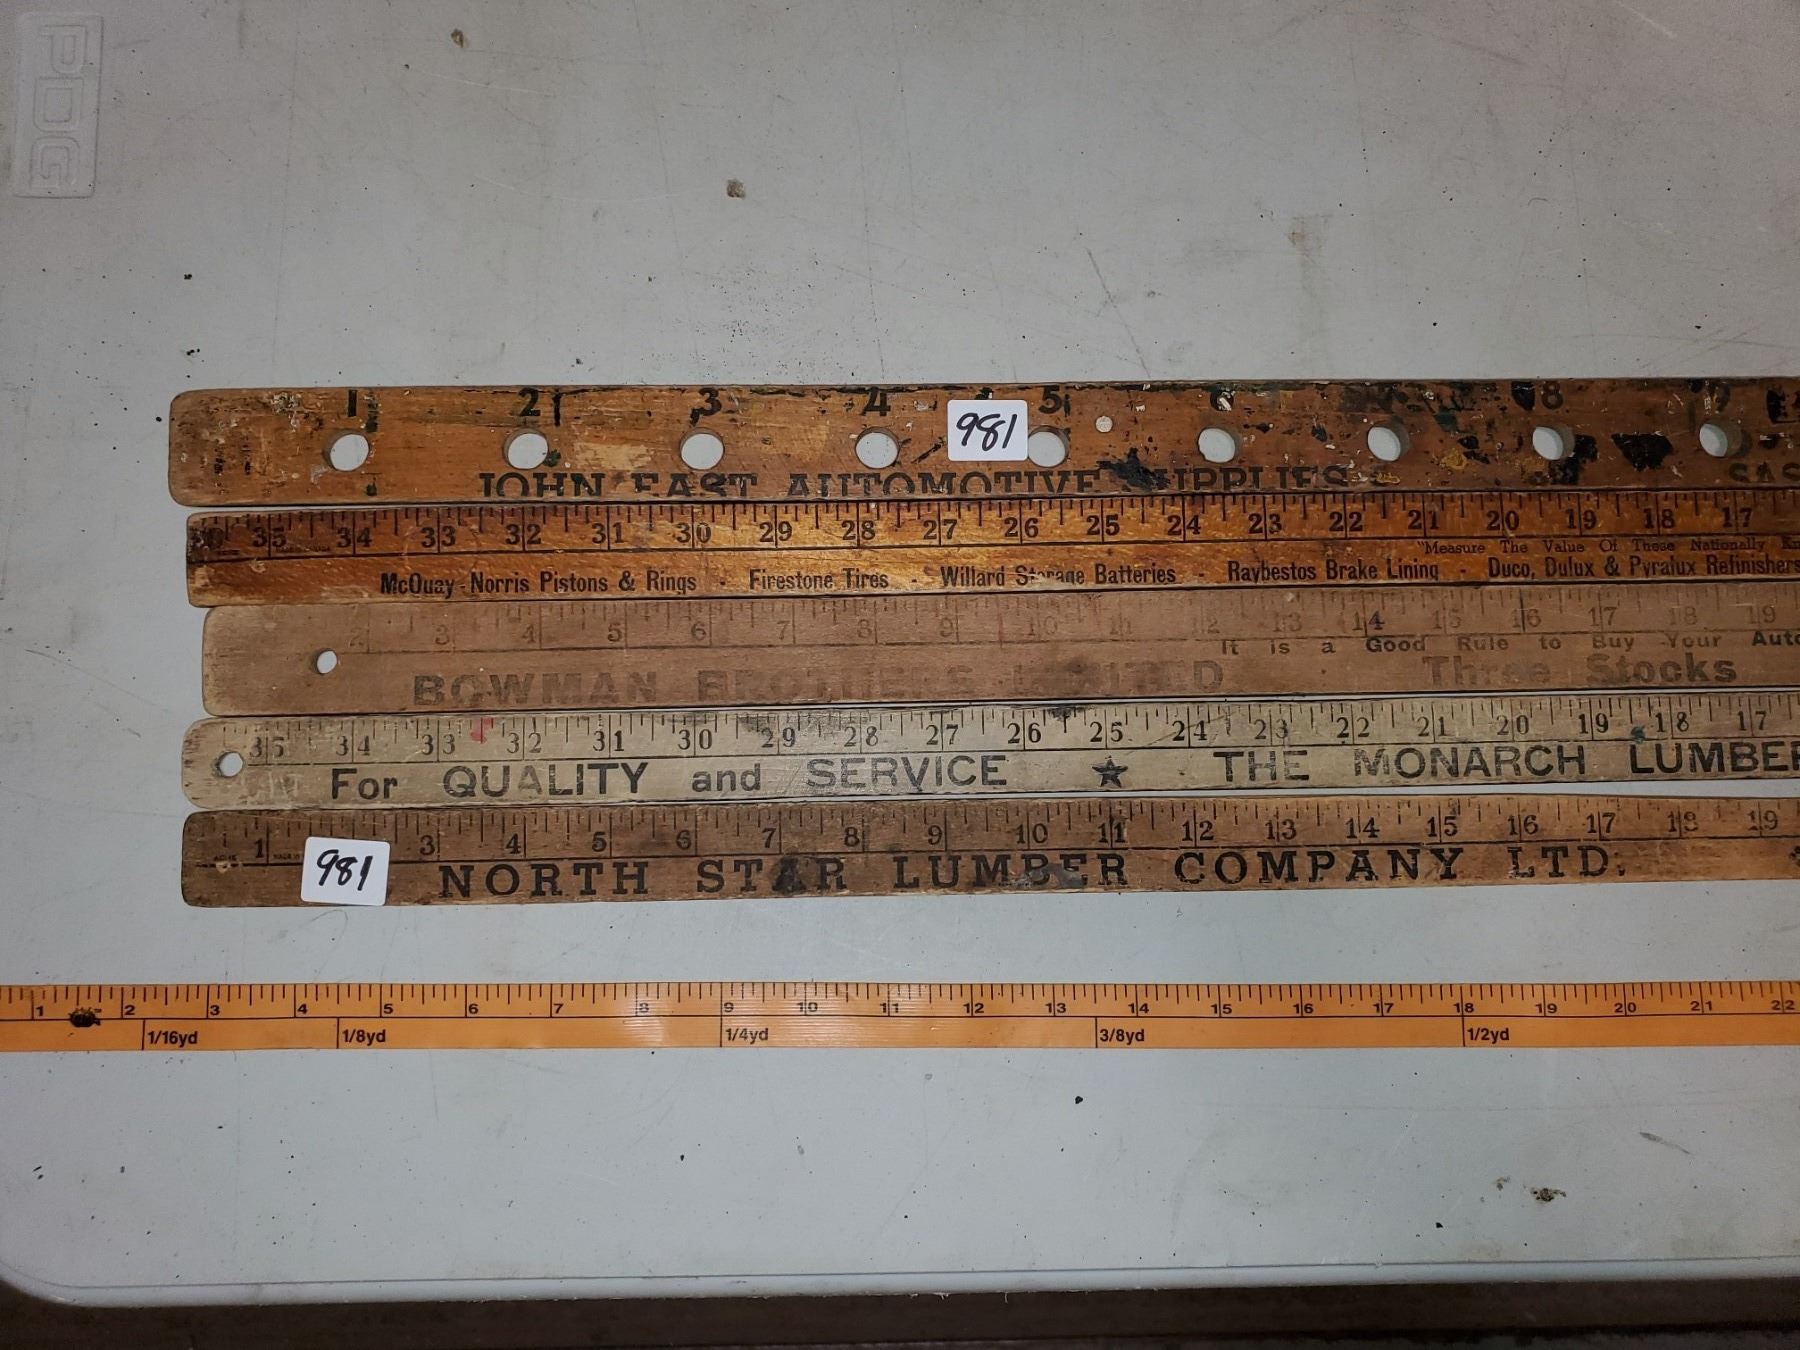 PDG
1 2 3 4 981 5 6 8 9
JOHN EAST AUTOMOTIVE SUPPLIES SAS
35 34 33 32 31 30 29 28 27 26 25 24 23 22 21 20 19 18 17
"Measure The Value Of These Nationally
McQuay-Norris Pistons & Rings - Firestone Tires - Willard Storage Batteries - Raybestos Brake Lining - Duco, Dulux & Pyralux Refinishers
2 3 4 5 6 7 8 9 10 11 12 13 14 15 16 17 18 19
It is a Good Rule to Buy Your Auto
BOWMAN BROTHERS LIMITED Three Stocks
35 34 33 32 31 30 29 28 27 26 25 24 23 22 21 20 19 18 17
For QUALITY and SERVICE ★ THE MONARCH LUMBER
1 3 4 5 6 7 8 9 10 11 12 13 14 15 16 17 18 19
981 NORTH STAR LUMBER COMPANY LTD.
1 2 3 4 5 6 7 8 9 10 11 12 13 14 15 16 17 18 19 20 21 22
1/16yd 1/8yd 1/4yd 3/8yd 1/2yd